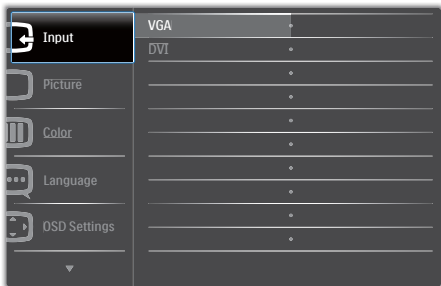 Input
Picture
Color
Language
OSD Settings
VGA
DVI